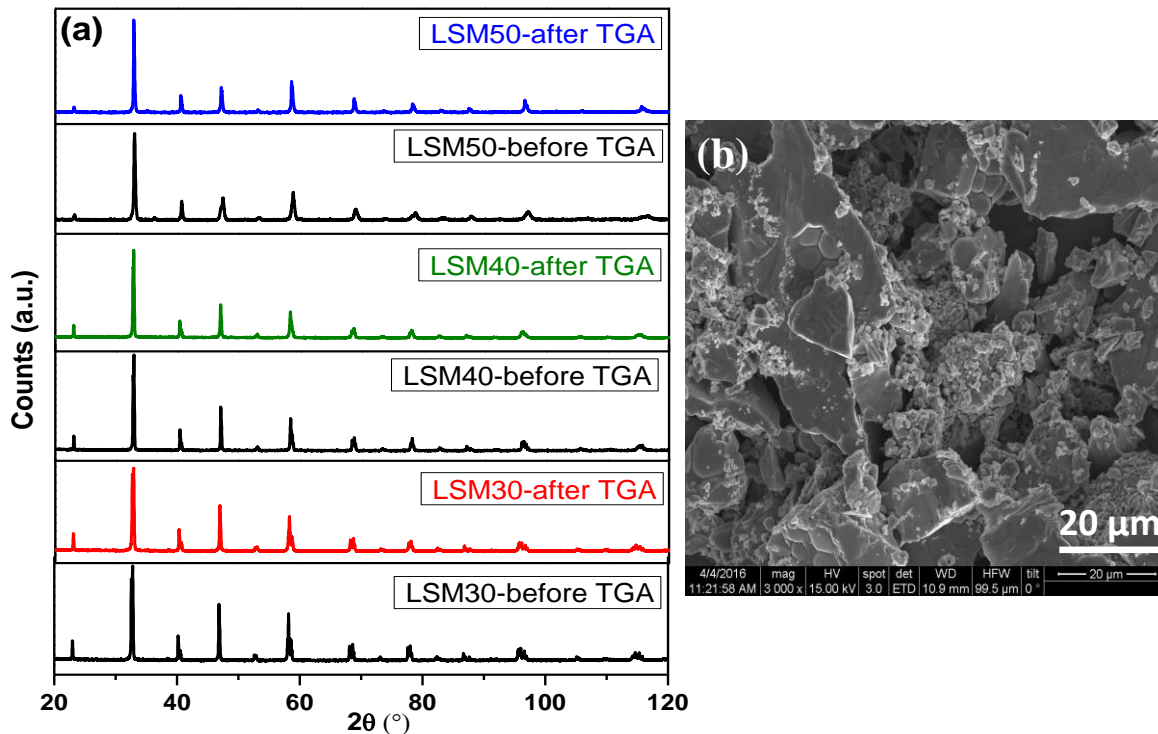 (a)
LSM50-after TGA
LSM50-before TGA
LSM40-after TGA
LSM40-before TGA
LSM30-after TGA
LSM30-before TGA
Counts (a.u.)
20 40 60 80 100 120
2θ (°)
(b)
20 µm
4/4/2016 mag HV spot det WD HFW tilt 20 µm
11:21:58 AM 3 000 x 15.00 kV 3.0 ETD 10.9 mm 99.5 µm 0 °